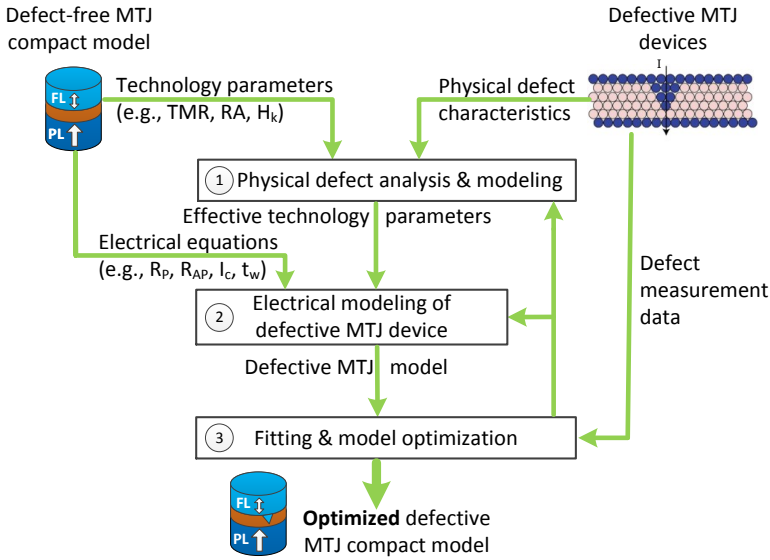 Defect-free MTJ
compact model
Defective MTJ
devices
I
FL
PL
Technology parameters
(e.g., TMR, RA, Hk)
Physical defect
characteristics
1 Physical defect analysis & modeling
Effective technology parameters
Electrical equations
(e.g., RP, RAP, Ic, tw)
Defect
measurement
data
2 Electrical modeling of
defective MTJ device
Defective MTJ model
3 Fitting & model optimization
FL
PL
Optimized defective
MTJ compact model